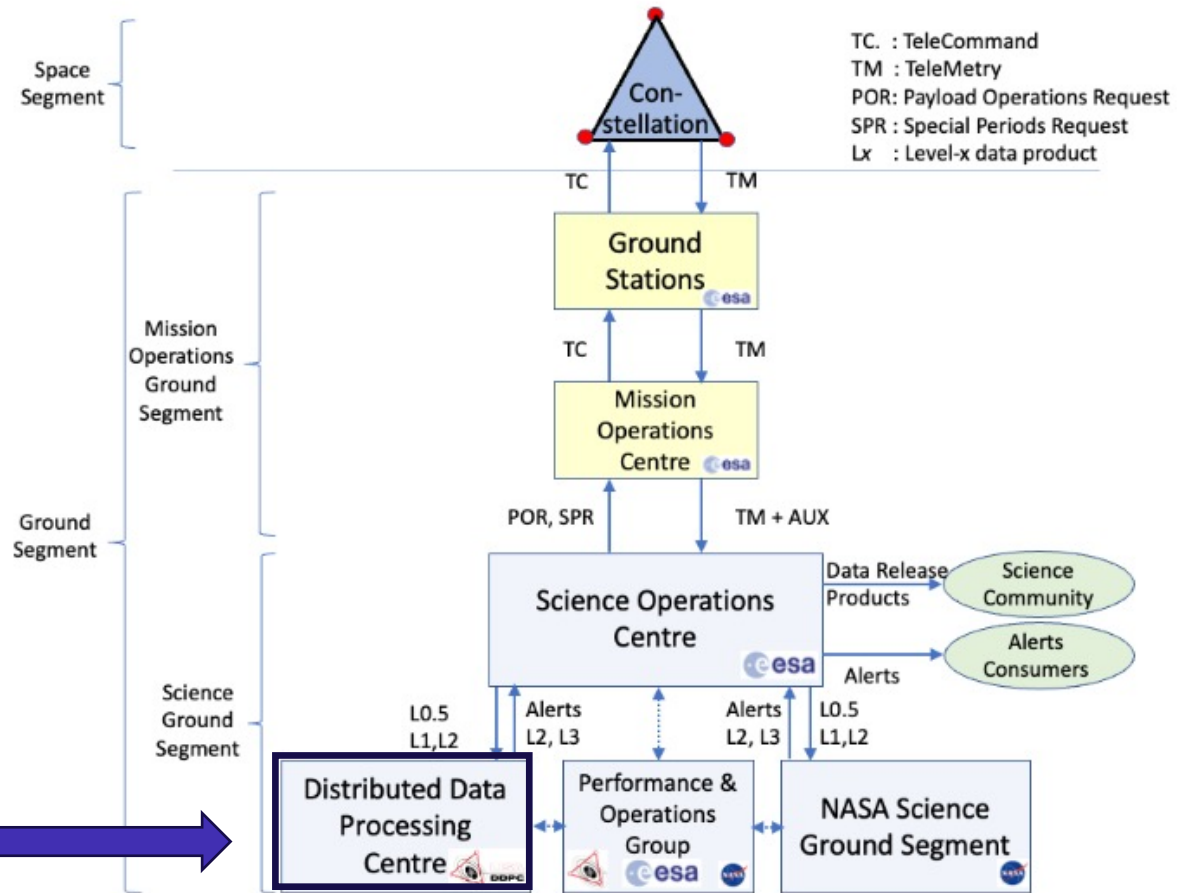 Space
Segment
Con-
stellation
TC. : TeleCommand
TM : TeleMetry
POR: Payload Operations Request
SPR : Special Periods Request
Lx : Level-x data product
TC
TM
Ground
Stations
esa
Mission
Operations
Ground
Segment
TC
TM
Mission
Operations
Centre
esa
Ground
Segment
POR, SPR
TM + AUX
Science Operations
Centre
esa
Data Release
Products
Science
Community
Alerts
Alerts
Consumers
Science
Ground
Segment
L0.5
L1,L2
Alerts
L2, L3
Alerts
L2, L3
L0.5
L1,L2
Distributed Data
Processing
Centre
DDPC
Performance &
Operations
Group
esa
NASA
NASA Science
Ground Segment
NASA